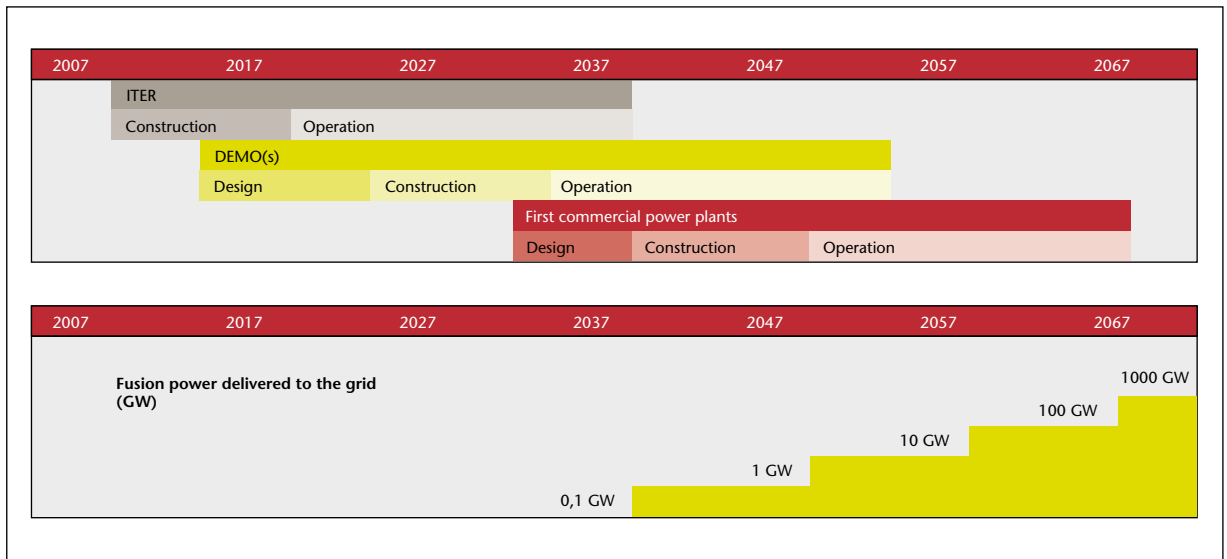 2007 2017 2027 2037 2047 2057 2067
ITER
Construction Operation
DEMO(s)
Design Construction Operation
First commercial power plants
Design Construction Operation
2007 2017 2027 2037 2047 2057 2067
Fusion power delivered to the grid
(GW)
1000 GW
100 GW
10 GW
1 GW
0,1 GW